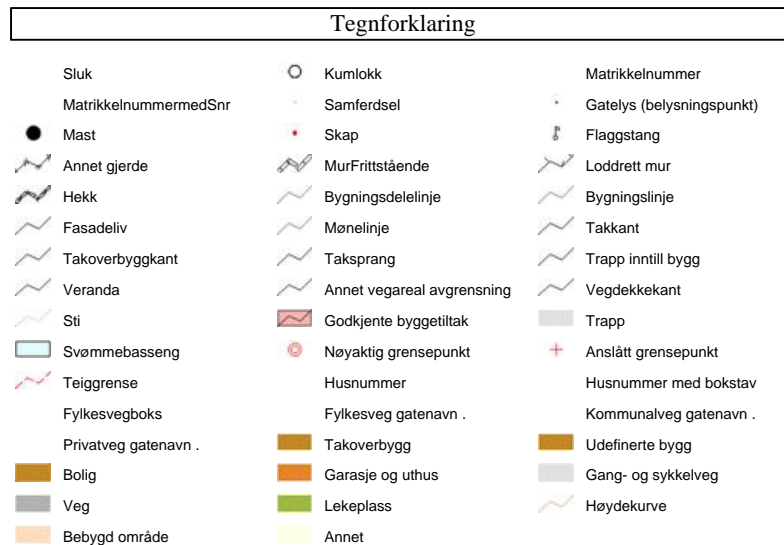 Tegnforklaring
Sluk Kumlokk Matrikkelnummer
MatrikkelnummermedSnr Samferdsel Gatelys (belysningspunkt)
Mast Skap Flaggstang
Annet gjerde MurFrittstående Loddrett mur
Hekk Bygningsdelelinje Bygningslinje
Fasadeliv Mønelinje Takkant
Takoverbyggkant Taksprang Trapp inntill bygg
Veranda Annet vegareal avgrensning Vegdekkekant
Sti Godkjente byggetiltak Trapp
Svømmebasseng Nøyaktig grensepunkt Anslått grensepunkt
Teiggrense Husnummer Husnummer med bokstav
Fylkesvegboks Fylkesveg gatenavn . Kommunalveg gatenavn .
Privatveg gatenavn . Takoverbygg Udefinerte bygg
Bolig Garasje og uthus Gang- og sykkelveg
Veg Lekeplass Høydekurve
Bebygd område Annet